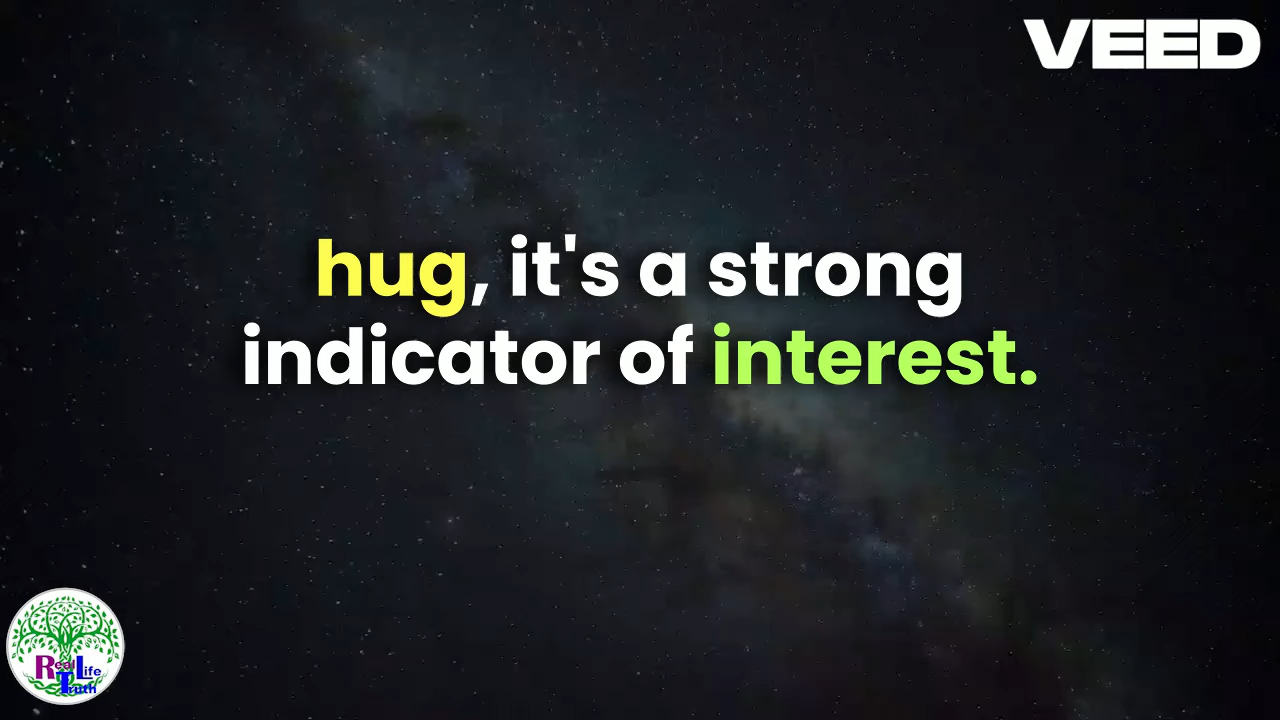 VEED
hug, it's a strong
indicator of interest.
Real Life
Truth